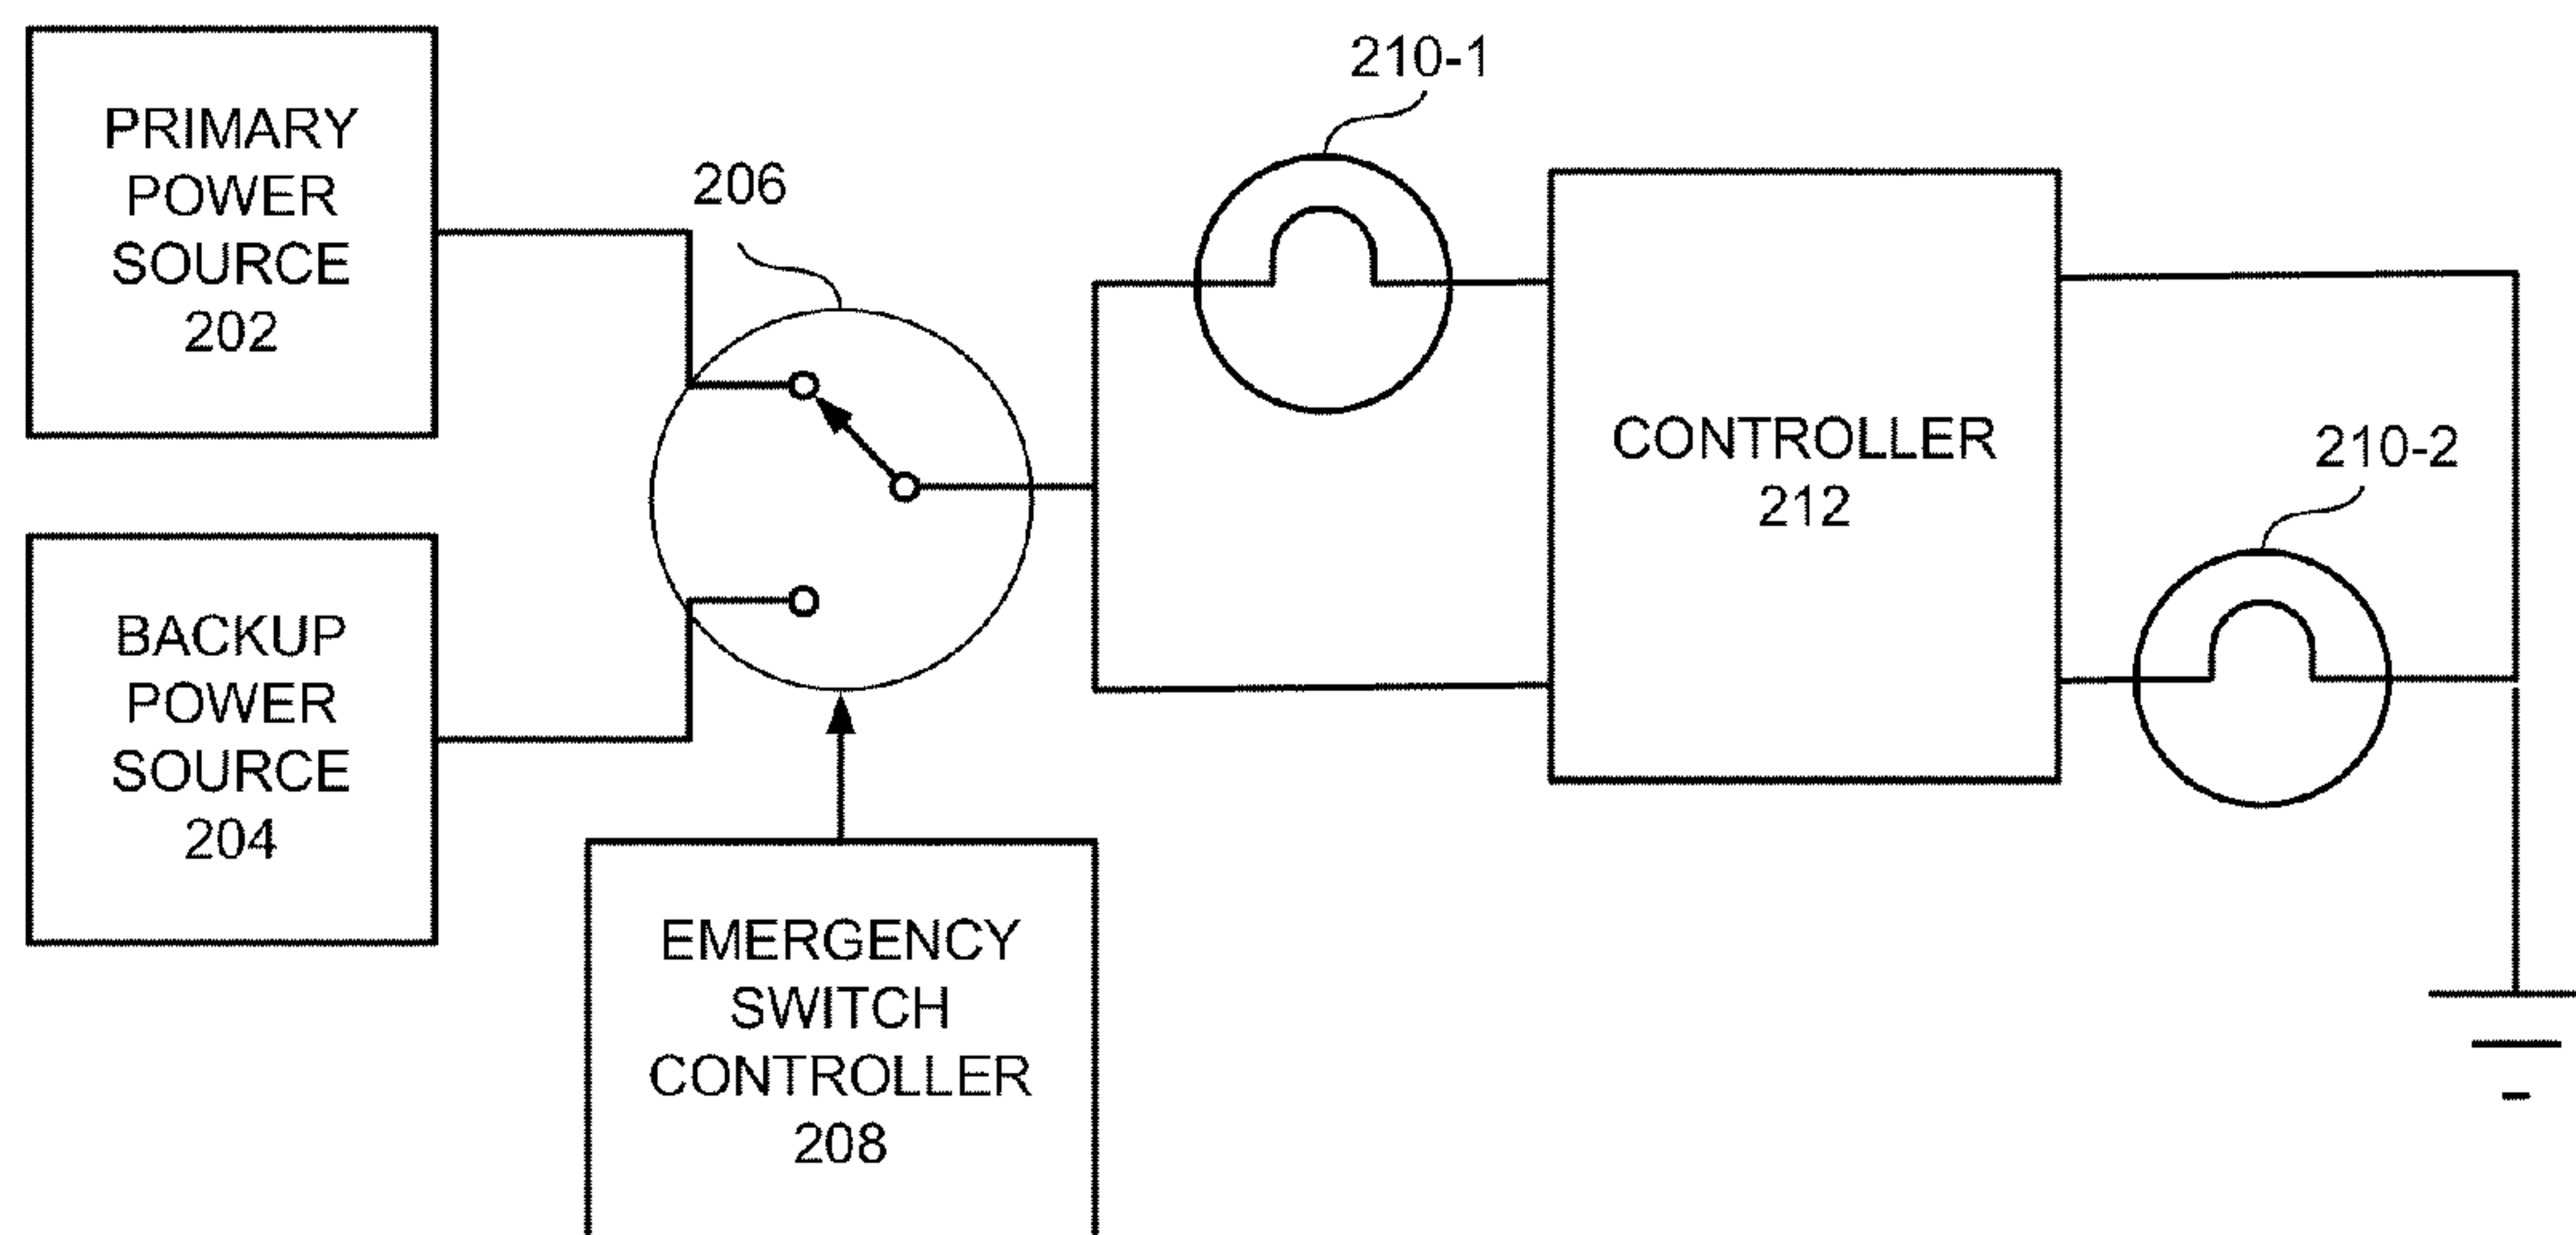 PRIMARY
POWER
SOURCE
202
206
210-1
CONTROLLER
212
210-2
BACKUP
POWER
SOURCE
204
EMERGENCY
SWITCH
CONTROLLER
208